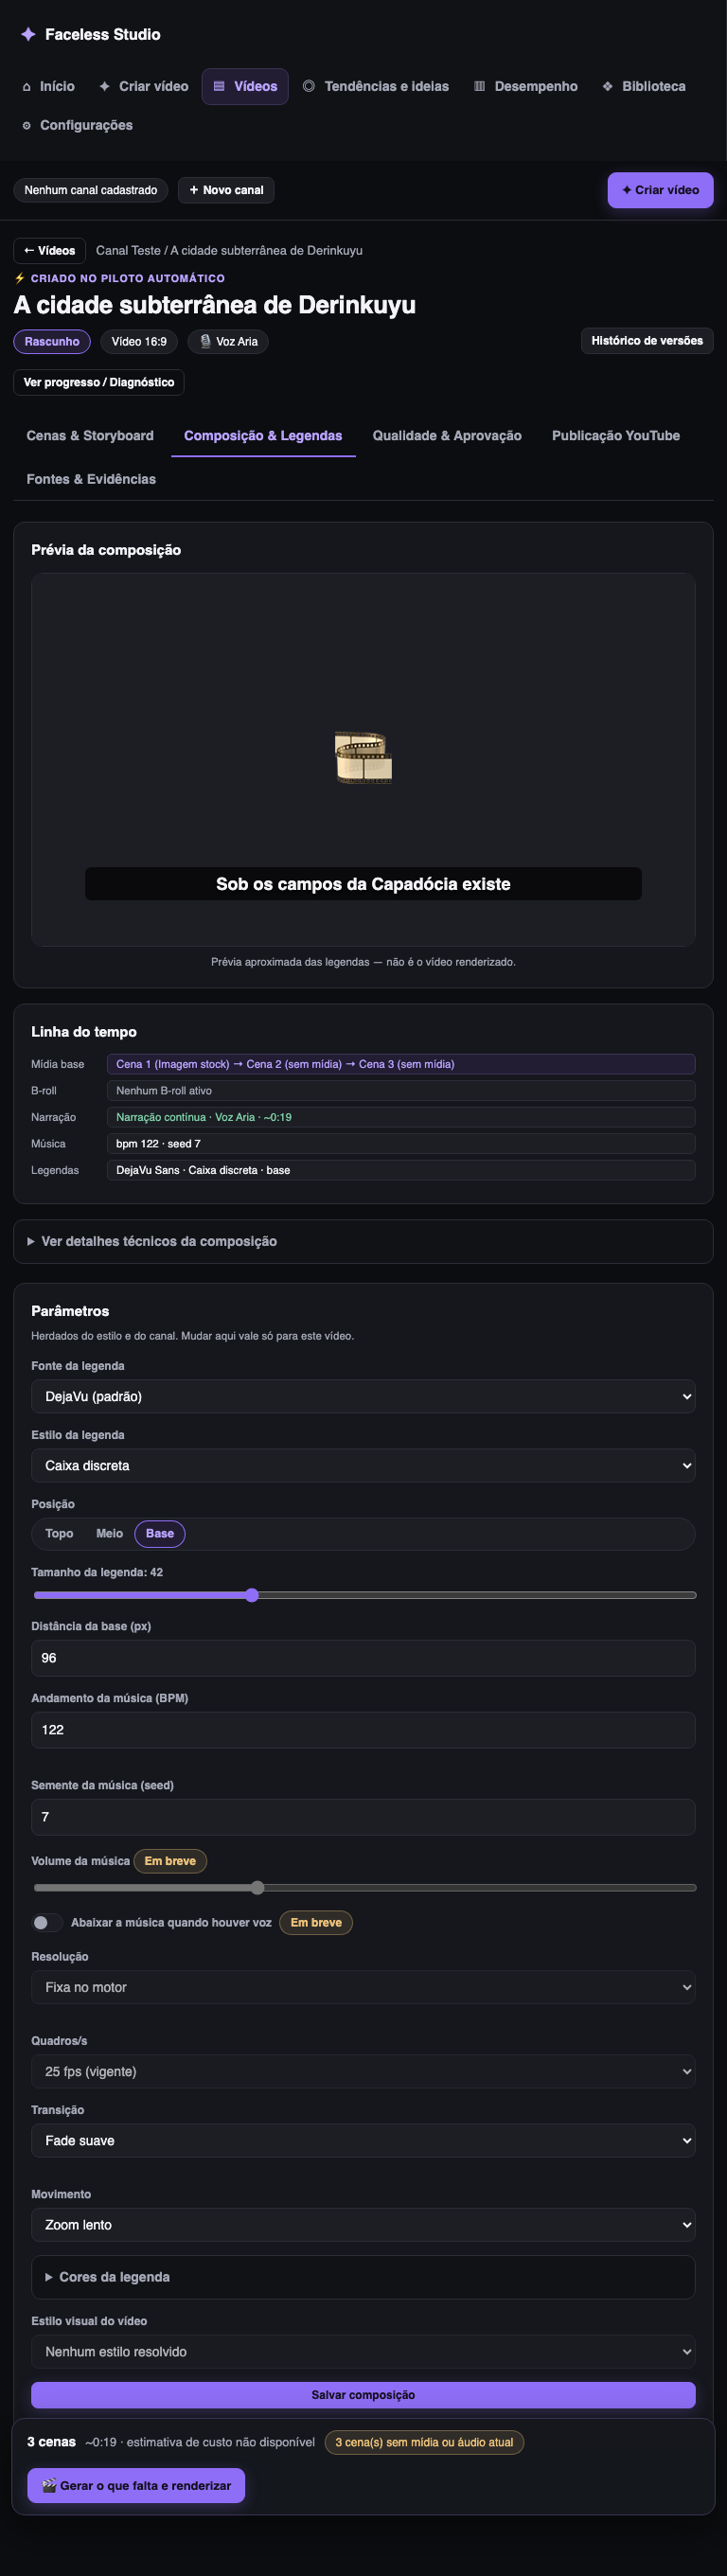 Faceless Studio
Início Criar vídeo Vídeos Tendências e ideias Desempenho Biblioteca
Configurações
Nenhum canal cadastrado + Novo canal Criar vídeo
← Vídeos Canal Teste / A cidade subterrânea de Derinkuyu
CRIADO NO PILOTO AUTOMÁTICO
A cidade subterrânea de Derinkuyu
Rascunho Vídeo 16:9 Voz Aria Histórico de versões
Ver progresso / Diagnóstico
Cenas & Storyboard Composição & Legendas Qualidade & Aprovação Publicação YouTube
Fontes & Evidências
Prévia da composição
Sob os campos da Capadócia existe
Prévia aproximada das legendas — não é o vídeo renderizado.
Linha do tempo
Mídia base Cena 1 (Imagem stock) → Cena 2 (sem mídia) → Cena 3 (sem mídia)
B-roll Nenhum B-roll ativo
Narração Narração contínua · Voz Aria · ~0:19
Música bpm 122 · seed 7
Legendas DejaVu Sans · Caixa discreta · base
Ver detalhes técnicos da composição
Parâmetros
Herdados do estilo e do canal. Mudar aqui vale só para este vídeo.
Fonte da legenda
DejaVu (padrão)
Estilo da legenda
Caixa discreta
Posição
Topo Meio Base
Tamanho da legenda: 42
Distância da base (px)
96
Andamento da música (BPM)
122
Semente da música (seed)
7
Volume da música Em breve
Abaixar a música quando houver voz Em breve
Resolução
Fixa no motor
Quadros/s
25 fps (vigente)
Transição
Fade suave
Movimento
Zoom lento
Cores da legenda
Estilo visual do vídeo
Nenhum estilo resolvido
Salvar composição
3 cenas ~0:19 · estimativa de custo não disponível 3 cena(s) sem mídia ou áudio atual
Gerar o que falta e renderizar